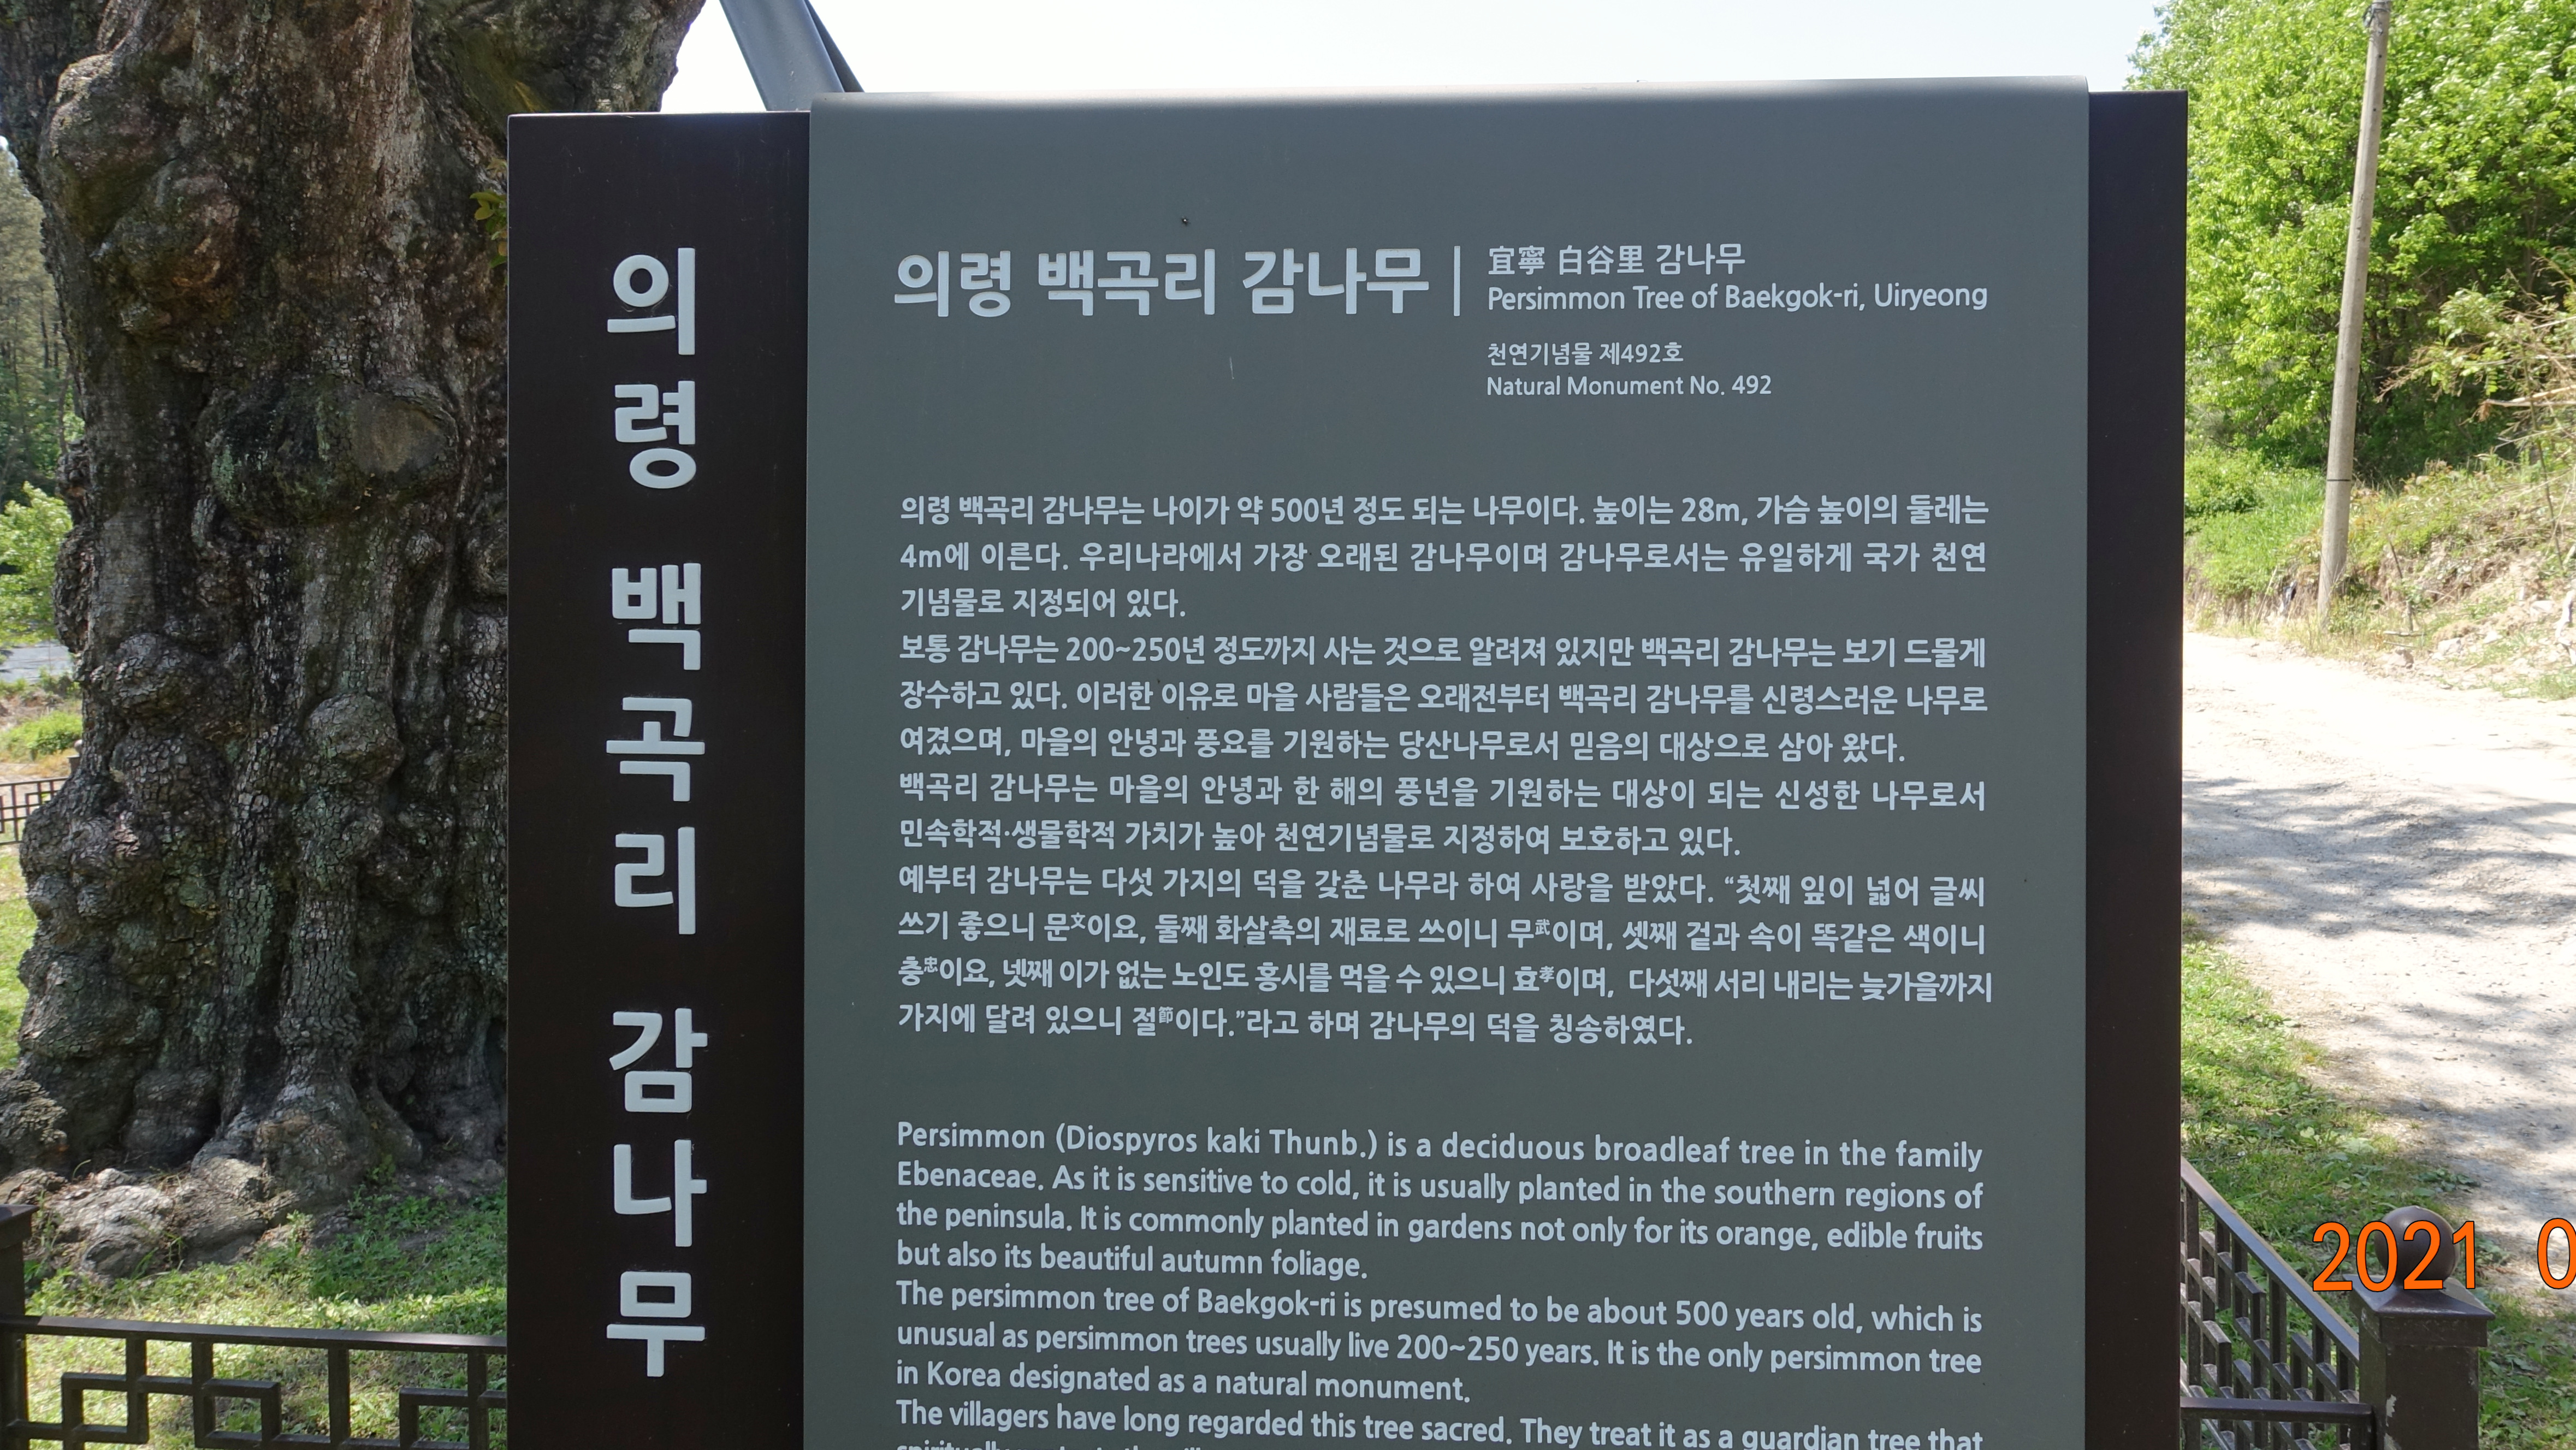 의령 백곡리 감나무
의령 백곡리 감나무
宜寧 白谷里 감나무
Persimmon Tree of Baekgok-ri, Uiryeong
천연기념물 제492호
Natural Monument No. 492
의령 백곡리 감나무는 나이가 약 500년 정도 되는 나무이다. 높이는 28m, 가슴 높이의 둘레는
4m에 이른다. 우리나라에서 가장 오래된 감나무이며 감나무로서는 유일하게 국가 천연
기념물로 지정되어 있다.
보통 감나무는 200~250년 정도까지 사는 것으로 알려져 있지만 백곡리 감나무는 보기 드물게
장수하고 있다. 이러한 이유로 마을 사람들은 오래전부터 백곡리 감나무를 신령스러운 나무로
여겼으며, 마을의 안녕과 풍요를 기원하는 당산나무로서 믿음의 대상으로 삼아 왔다.
백곡리 감나무는 마을의 안녕과 한 해의 풍년을 기원하는 대상이 되는 신성한 나무로서
민속학적·생물학적 가치가 높아 천연기념물로 지정하여 보호하고 있다.
예부터 감나무는 다섯 가지의 덕을 갖춘 나무라 하여 사랑을 받았다. “첫째 잎이 넓어 글씨
쓰기 좋으니 문文이요, 둘째 화살촉의 재료로 쓰이니 무武이며, 셋째 겉과 속이 똑같은 색이니
충忠이요, 넷째 이가 없는 노인도 홍시를 먹을 수 있으니 효孝이며, 다섯째 서리 내리는 늦가을까지
가지에 달려 있으니 절節이다.”라고 하며 감나무의 덕을 칭송하였다.
Persimmon (Diospyros kaki Thunb.) is a deciduous broadleaf tree in the family
Ebenaceae. As it is sensitive to cold, it is usually planted in the southern regions of
the peninsula. It is commonly planted in gardens not only for its orange, edible fruits
but also its beautiful autumn foliage.
The persimmon tree of Baekgok-ri is presumed to be about 500 years old, which is
unusual as persimmon trees usually live 200~250 years. It is the only persimmon tree
in Korea designated as a natural monument.
The villagers have long regarded this tree sacred. They treat it as a guardian tree that
2021 0